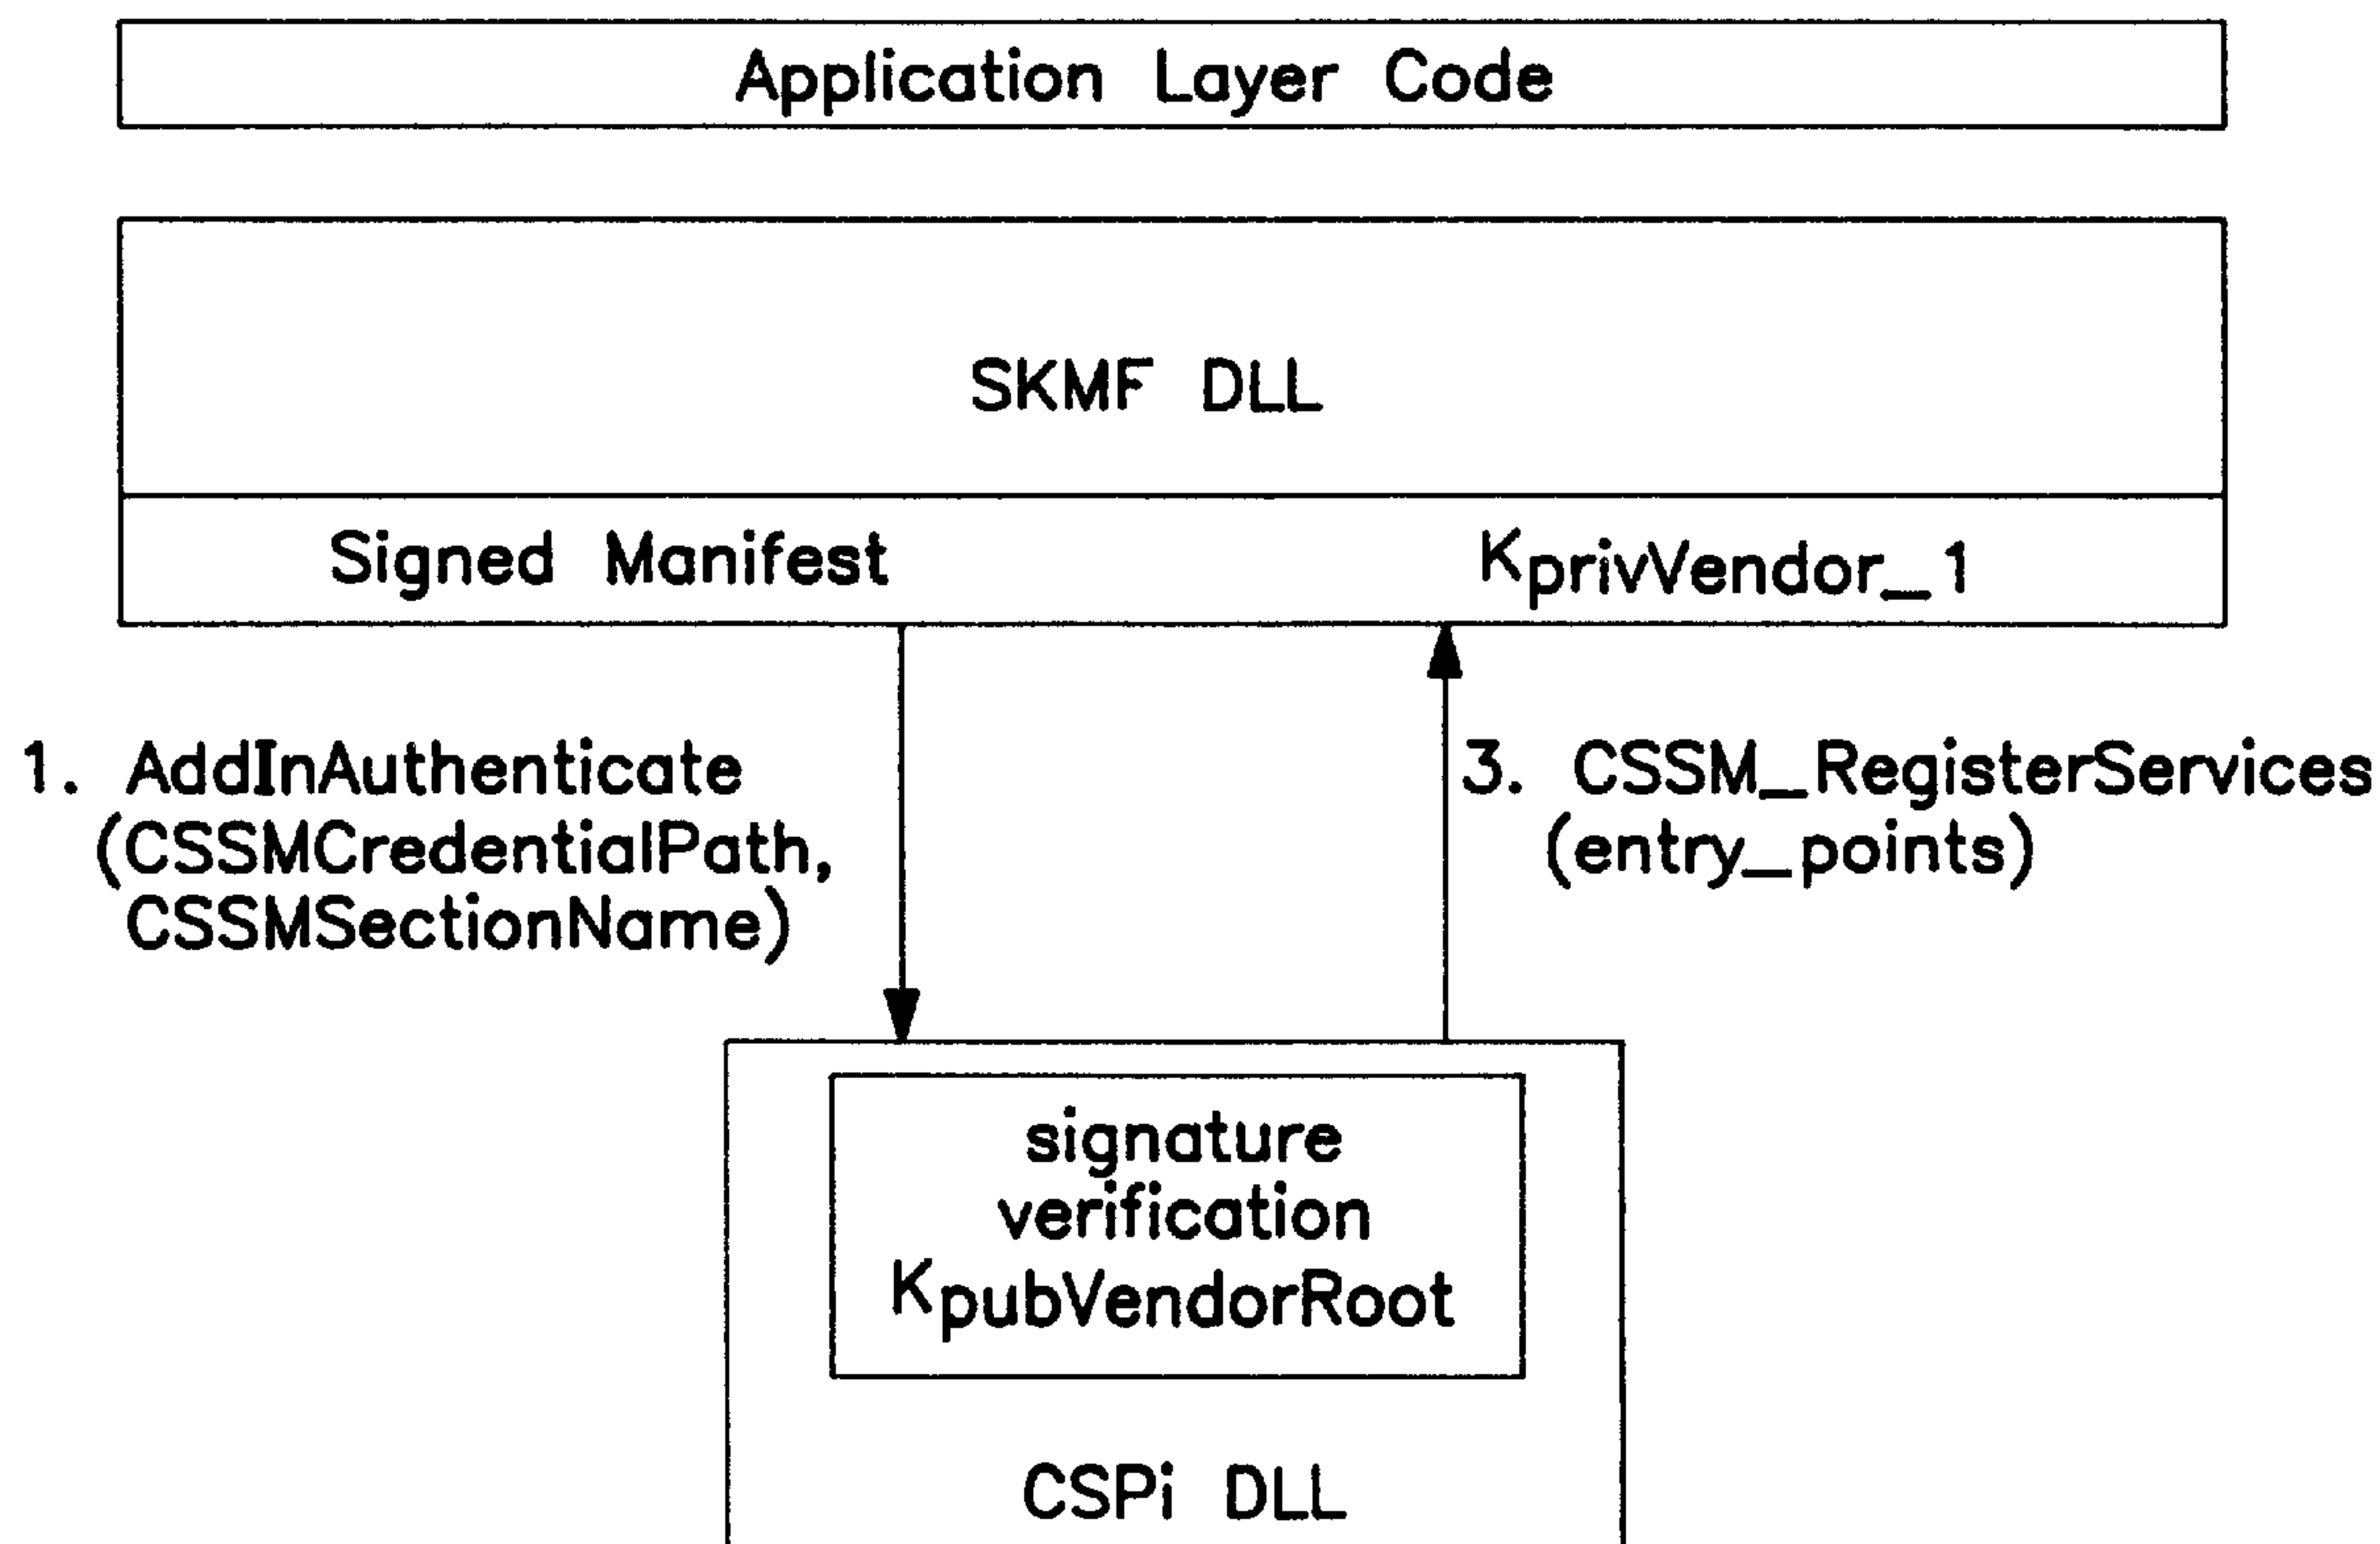 Application Layer Code
SKMF DLL
Signed Manifest KprivVendor_1
1. AddInAuthenticate
(CSSMCredentialPath,
CSSMSectionName)
3. CSSM_RegisterServices
(entry_points)
signature
verification
KpubVendorRoot
CSPi DLL